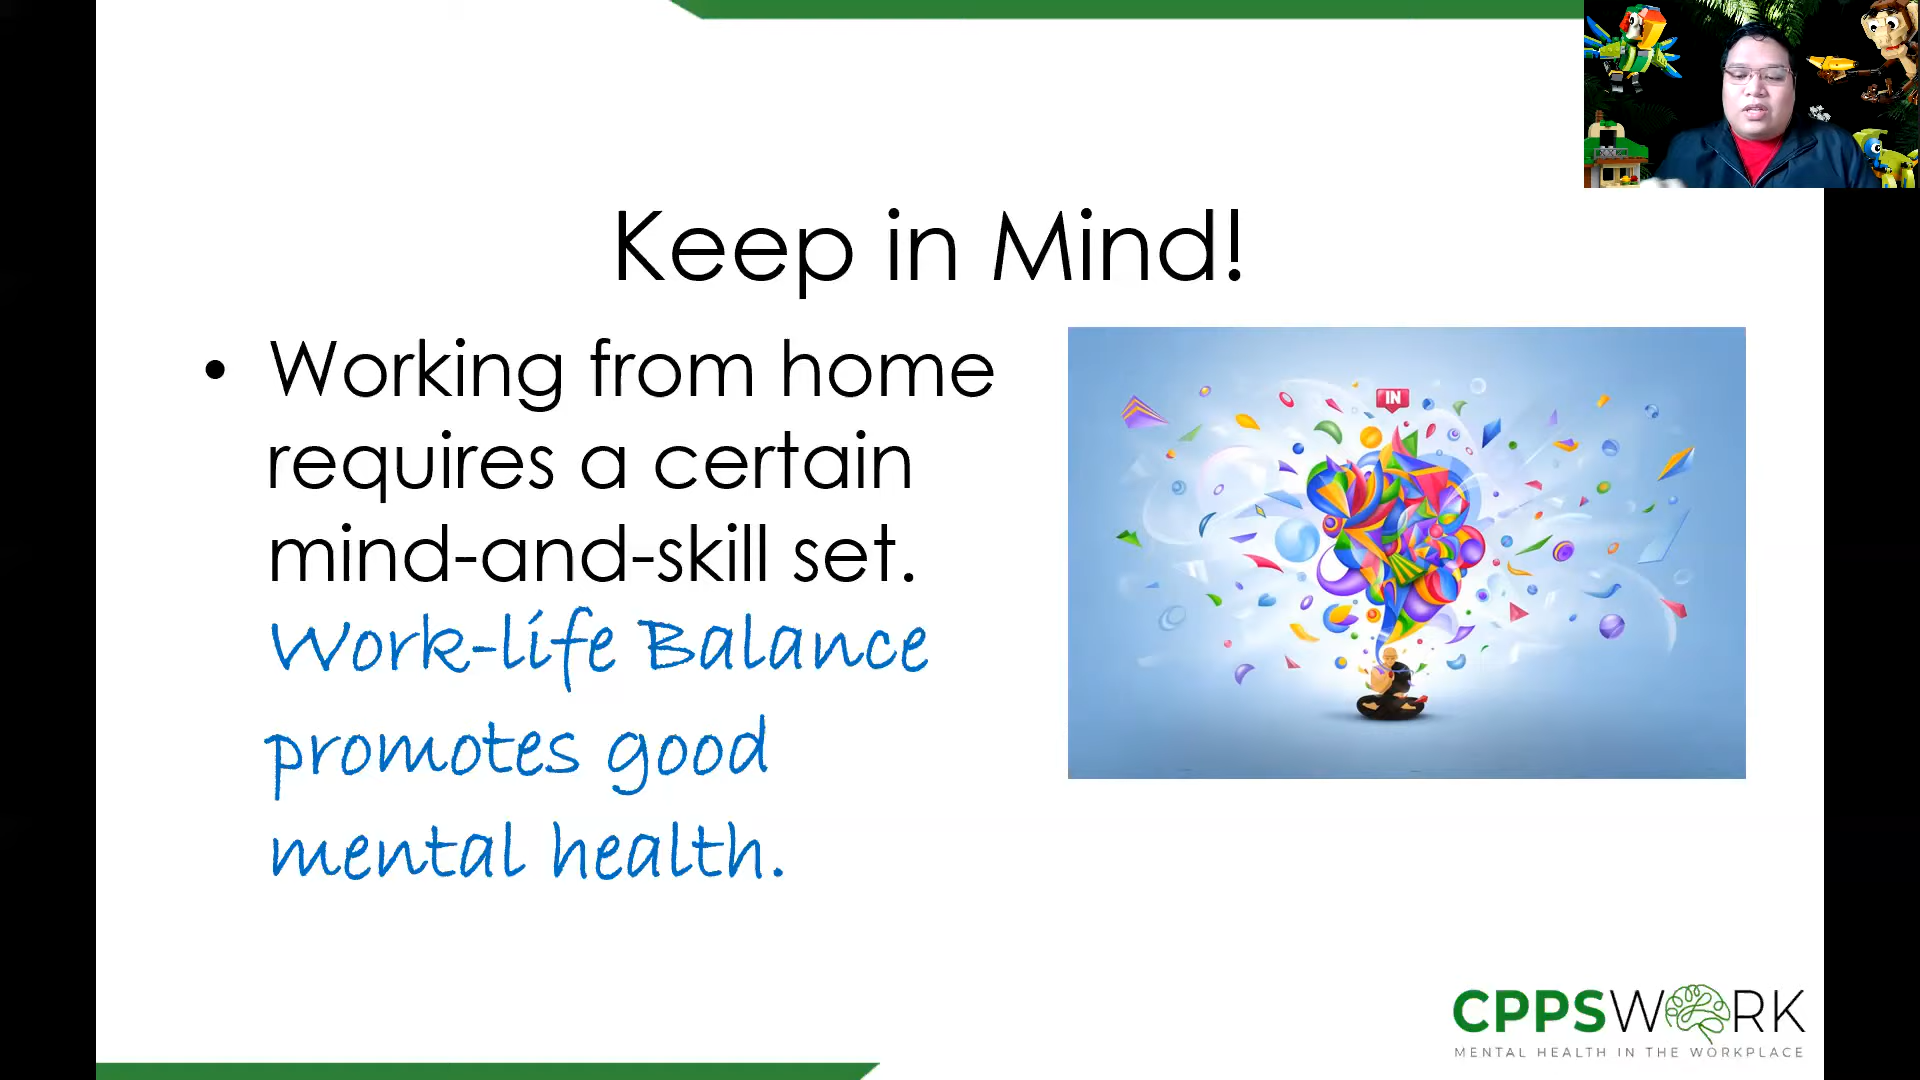 Keep in Mind!
• Working from home
requires a certain
mind-and-skill set.
Work-life Balance
promotes good
mental health.
IN
CPPSWORK
MENTAL HEALTH IN THE WORKPLACE